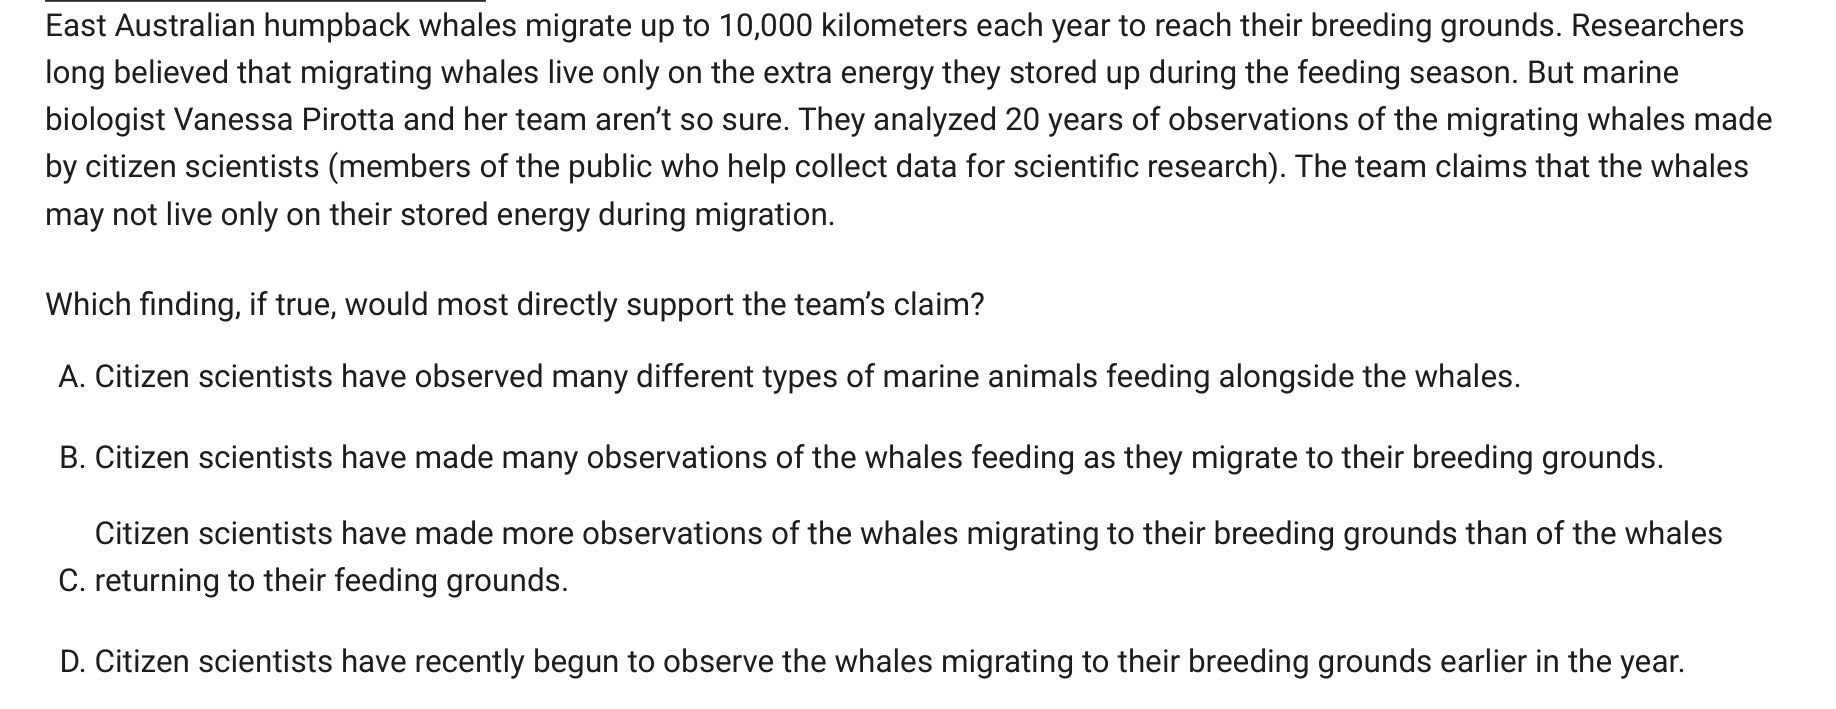 East Australian humpback whales migrate up to 10,000 kilometers each year to reach their breeding grounds. Researchers
long believed that migrating whales live only on the extra energy they stored up during the feeding season. But marine
biologist Vanessa Pirotta and her team aren’t so sure. They analyzed 20 years of observations of the migrating whales made
by citizen scientists (members of the public who help collect data for scientific research). The team claims that the whales
may not live only on their stored energy during migration.
Which finding, if true, would most directly support the team’s claim?
A. Citizen scientists have observed many different types of marine animals feeding alongside the whales.
B. Citizen scientists have made many observations of the whales feeding as they migrate to their breeding grounds.
Citizen scientists have made more observations of the whales migrating to their breeding grounds than of the whales
C. returning to their feeding grounds.
D. Citizen scientists have recently begun to observe the whales migrating to their breeding grounds earlier in the year.